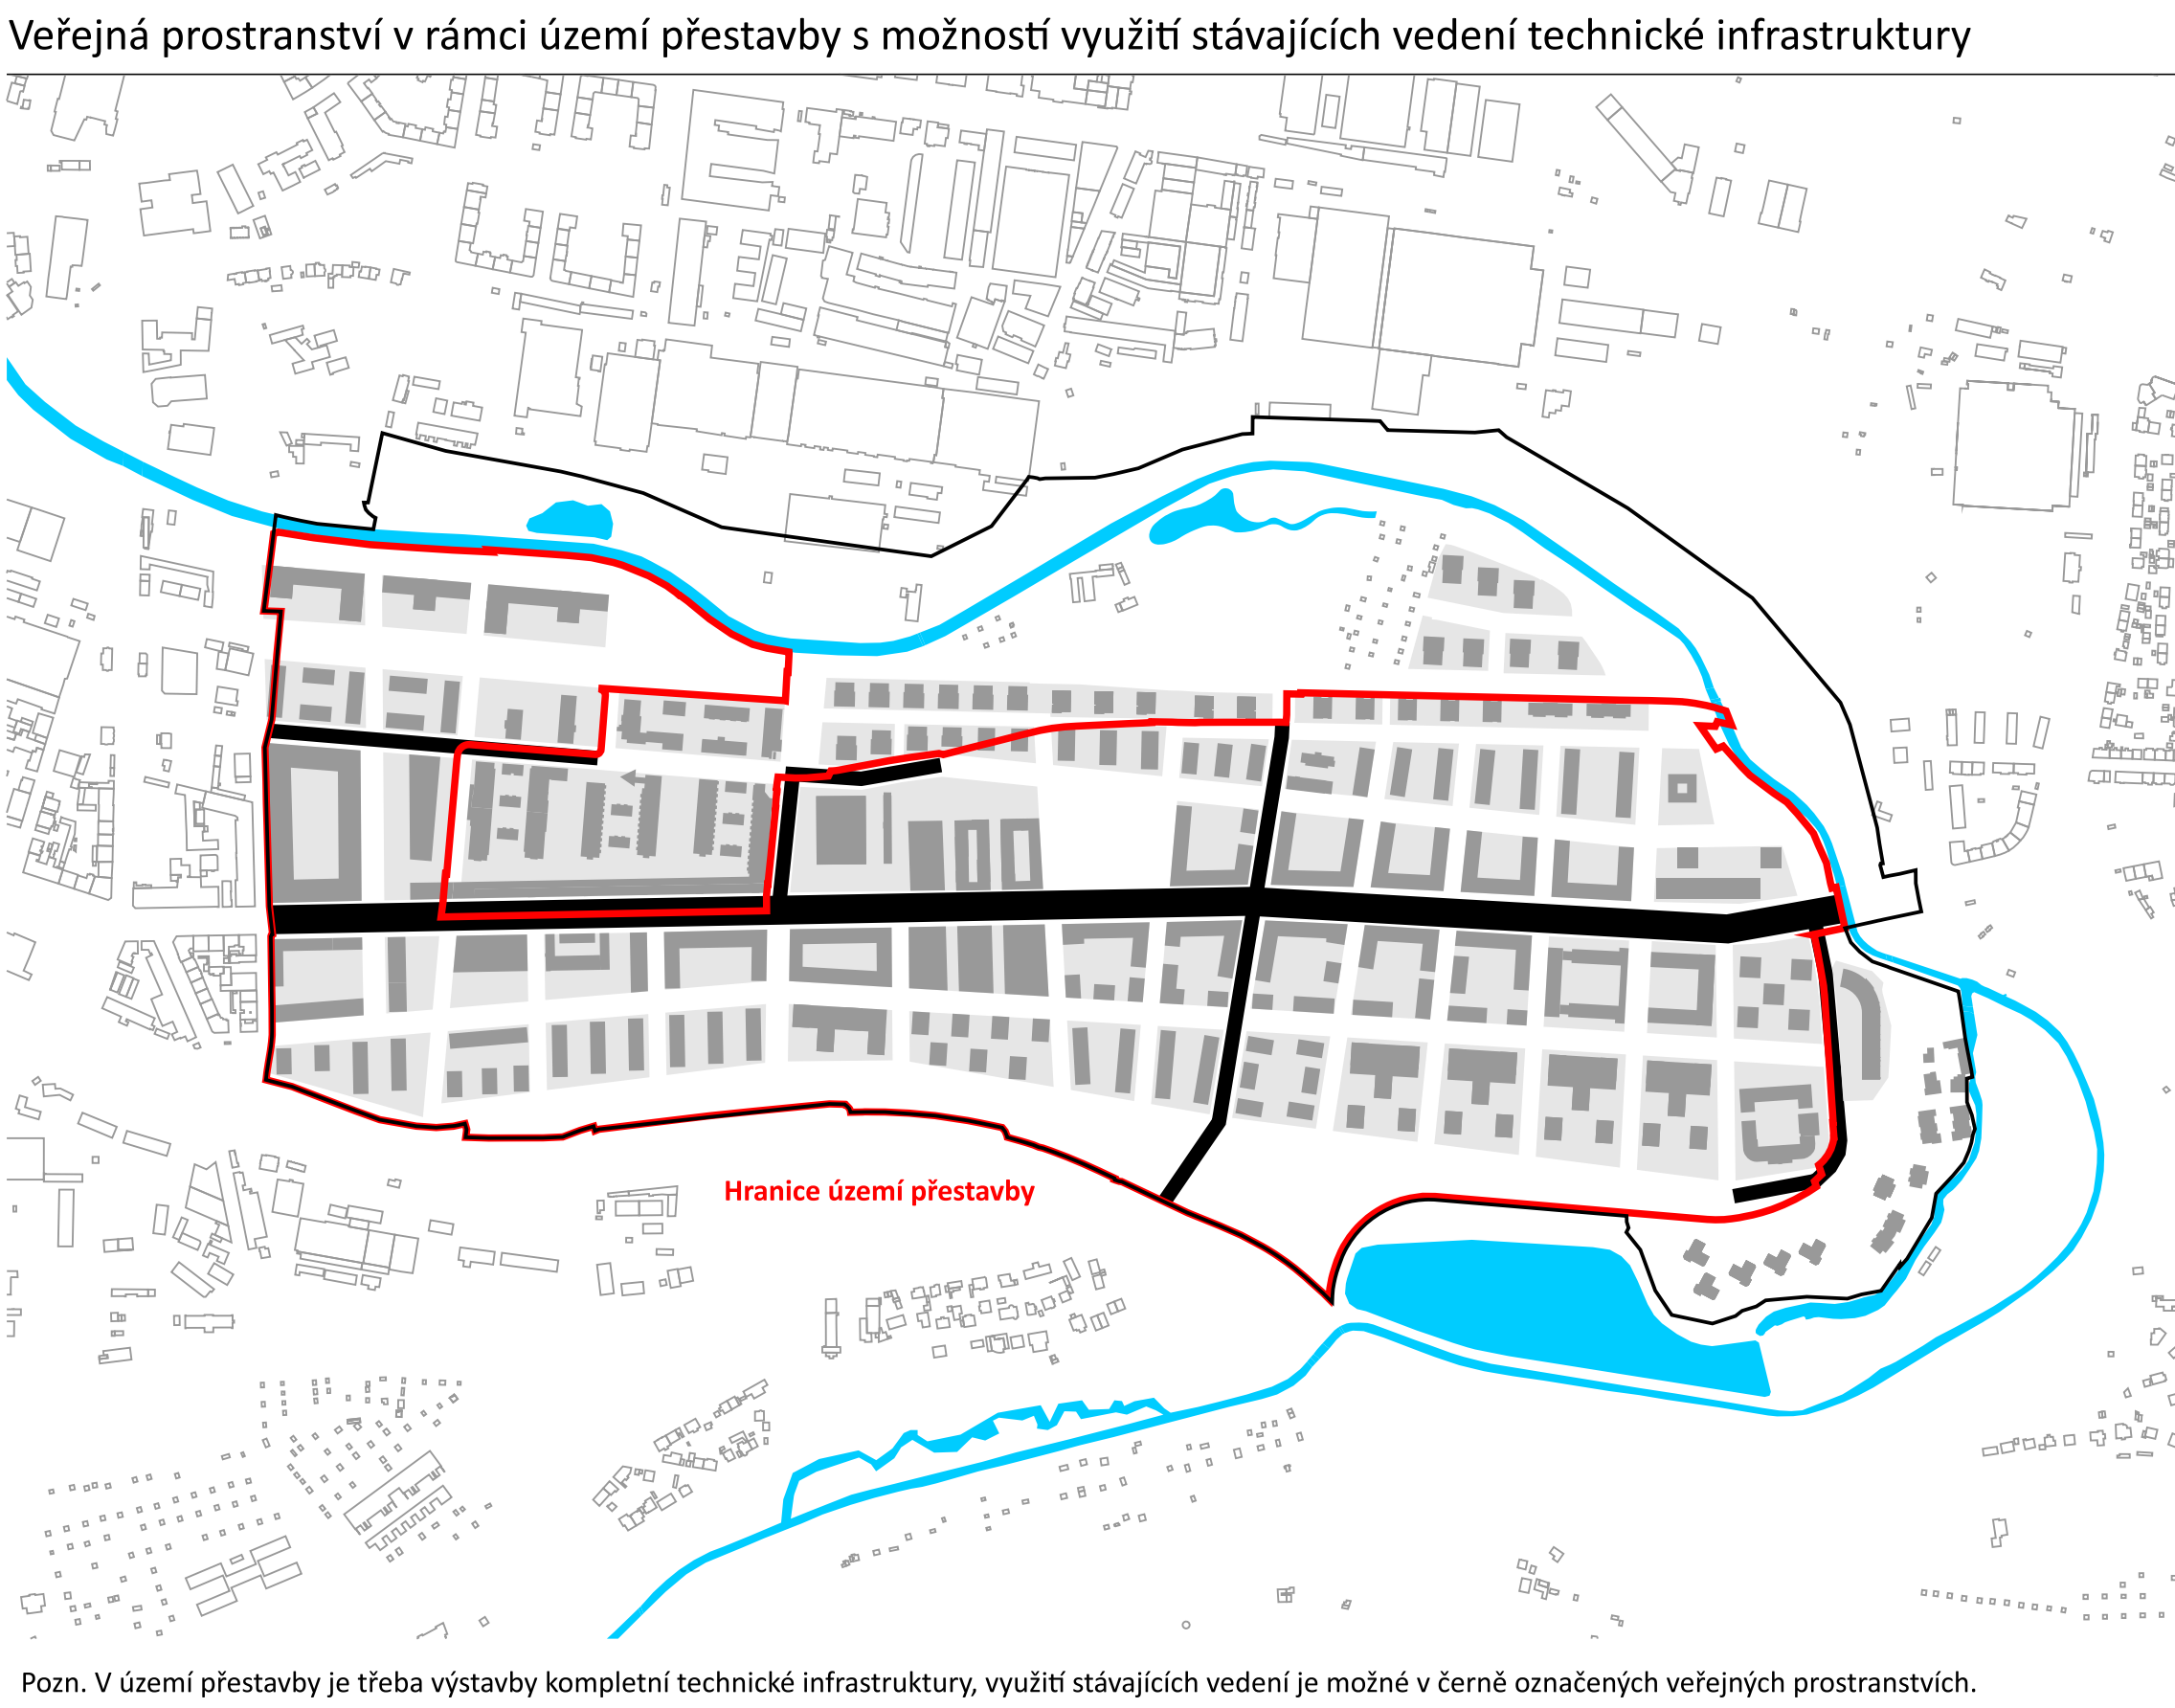 Veřejná prostranství v rámci území přestavby s možností využití stávajících vedení technické infrastruktury
Hranice území přestavby
Pozn. V území přestavby je třeba výstavby kompletní technické infrastruktury, využití stávajících vedení je možné v černě označených veřejných prostranstvích.